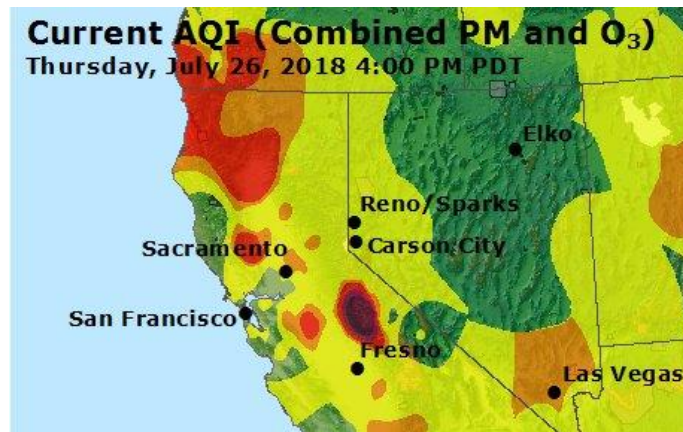 Current AQI (Combined PM and O₃)
Thursday, July 26, 2018 4:00 PM PDT
Elko
Reno/Sparks
Carson City
Sacramento
San Francisco
Fresno
Las Vegas